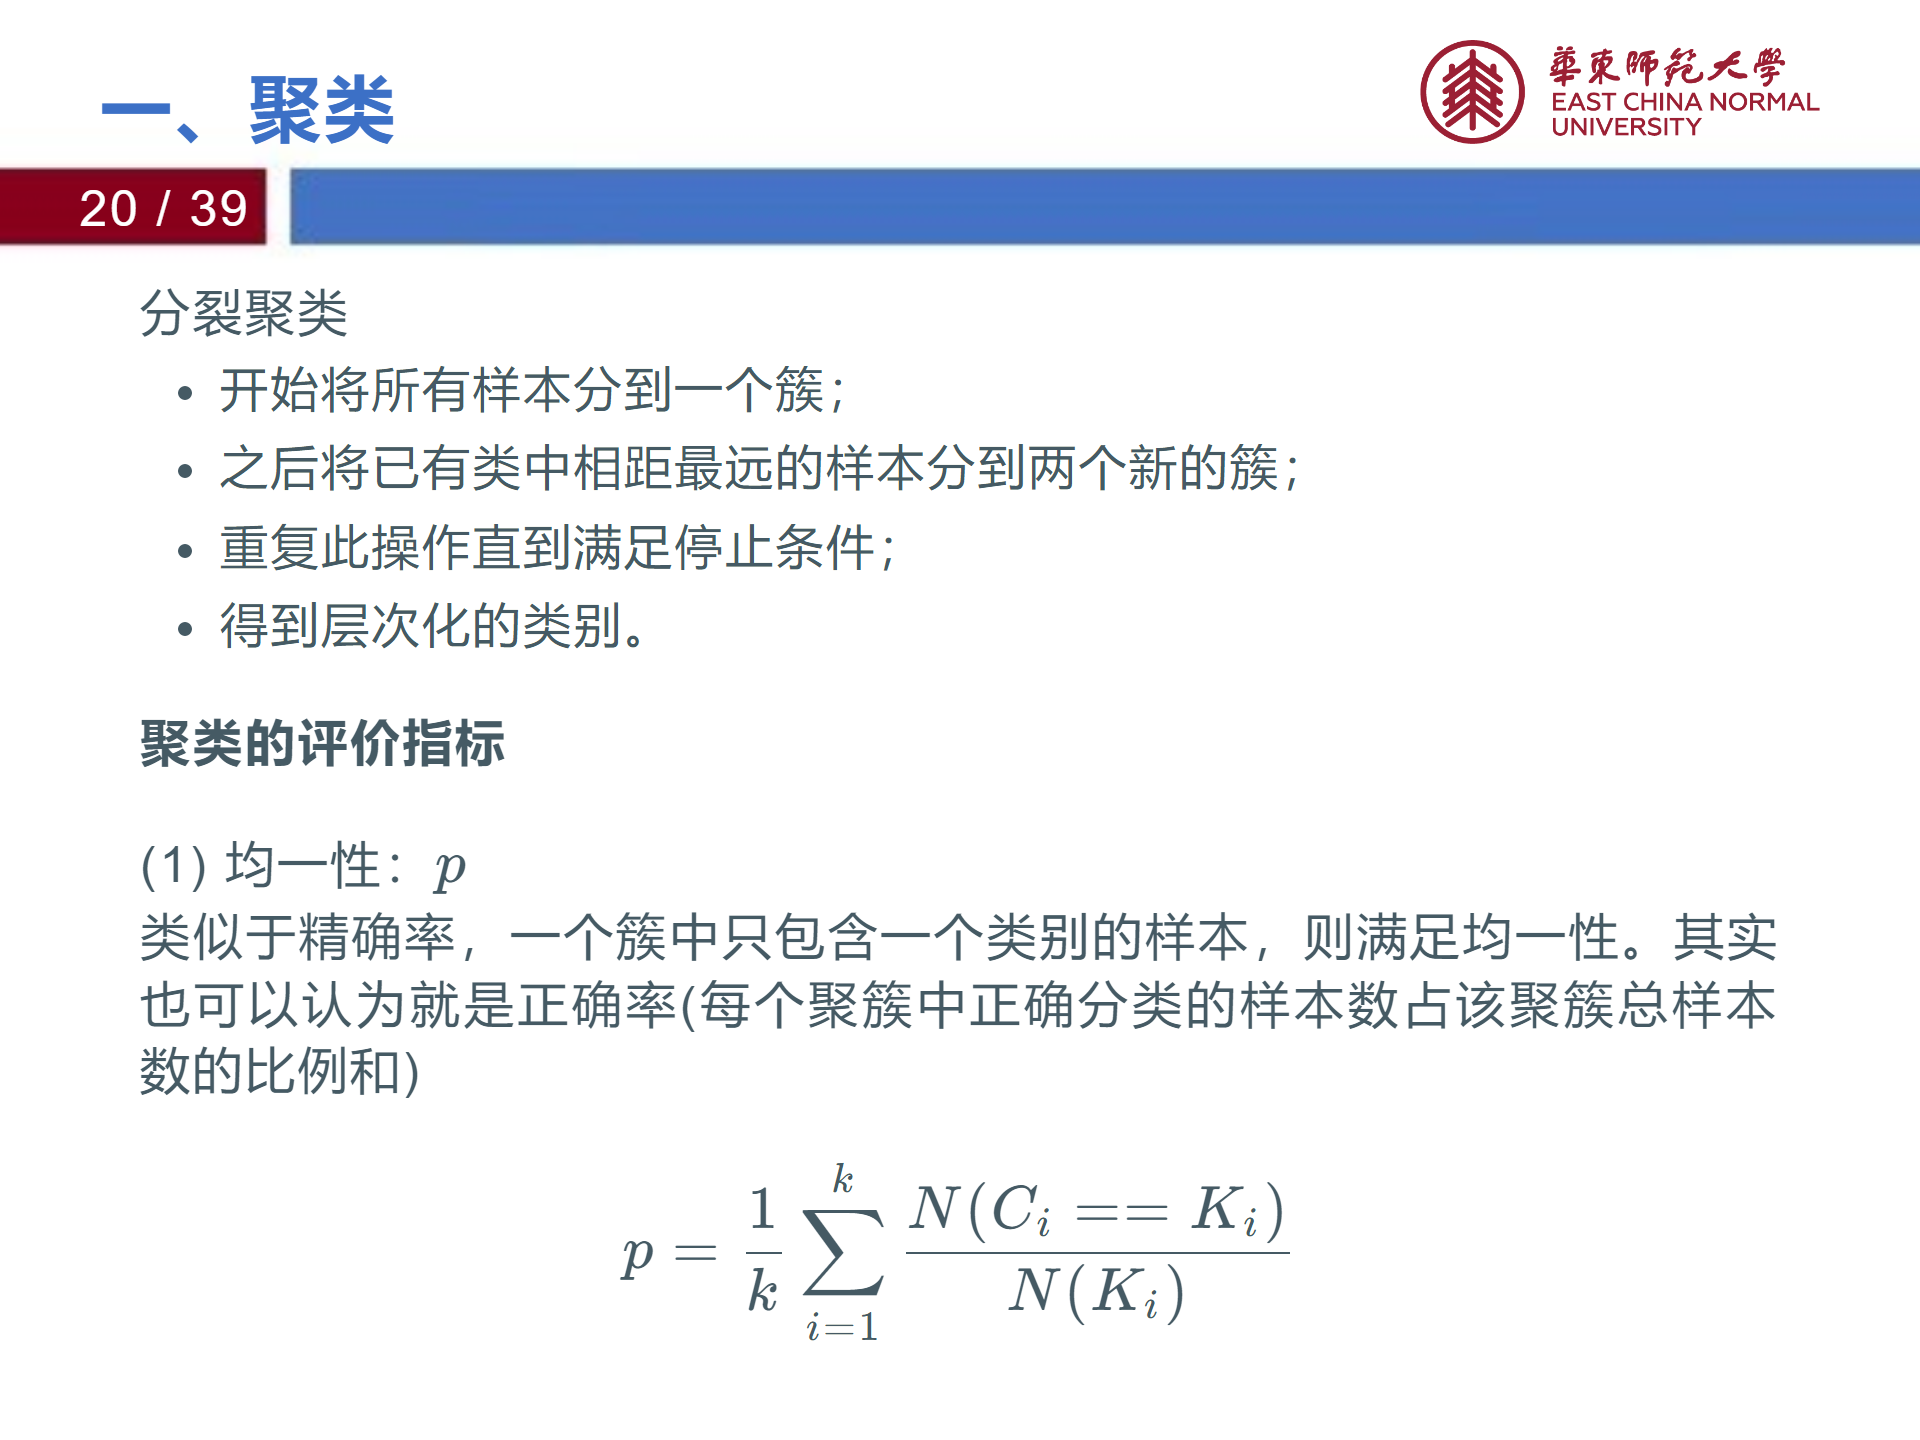 一、聚类
華東師範大學
EAST CHINA NORMAL
UNIVERSITY
20 / 39
分裂聚类
• 开始将所有样本分到一个簇；
• 之后将已有类中相距最远的样本分到两个新的簇；
• 重复此操作直到满足停止条件；
• 得到层次化的类别。
聚类的评价指标
(1) 均一性：p
类似于精确率，一个簇中只包含一个类别的样本，则满足均一性。其实
也可以认为就是正确率(每个聚簇中正确分类的样本数占该聚簇总样本
数的比例和)
p = \frac{1}{k} \sum_{i=1}^{k} \frac{N(C_i == K_i)}{N(K_i)}